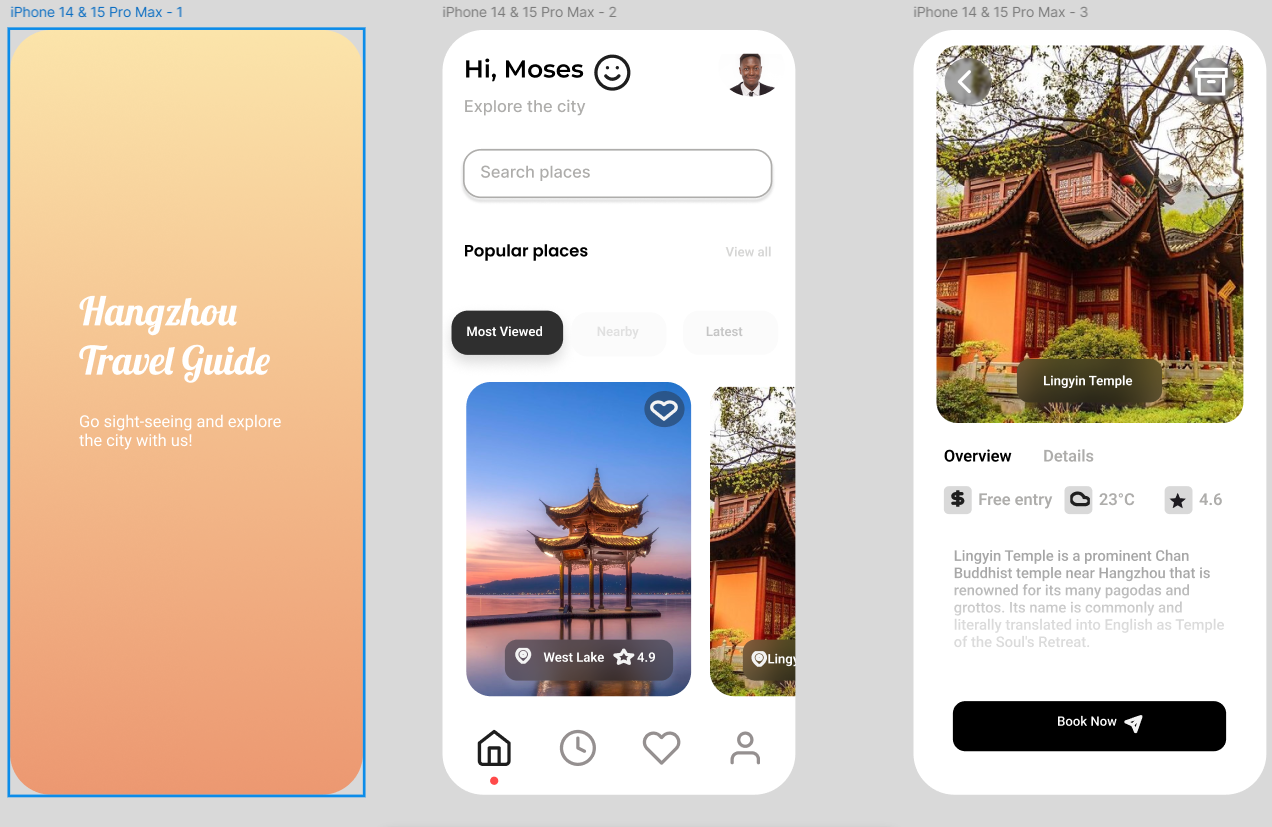 iPhone 14 & 15 Pro Max - 1
Hangzhou
Travel Guide
Go sight-seeing and explore
the city with us!
iPhone 14 & 15 Pro Max - 2
Hi, Moses
Explore the city
Search places
Popular places
View all
Most Viewed
Nearby
Latest
West Lake
4.9
Lingy
iPhone 14 & 15 Pro Max - 3
Lingyin Temple
Overview
Details
$ Free entry
23°C
4.6
Lingyin Temple is a prominent Chan
Buddhist temple near Hangzhou that is
renowned for its many pagodas and
grottos. Its name is commonly and
literally translated into English as Temple
of the Soul's Retreat.
Book Now